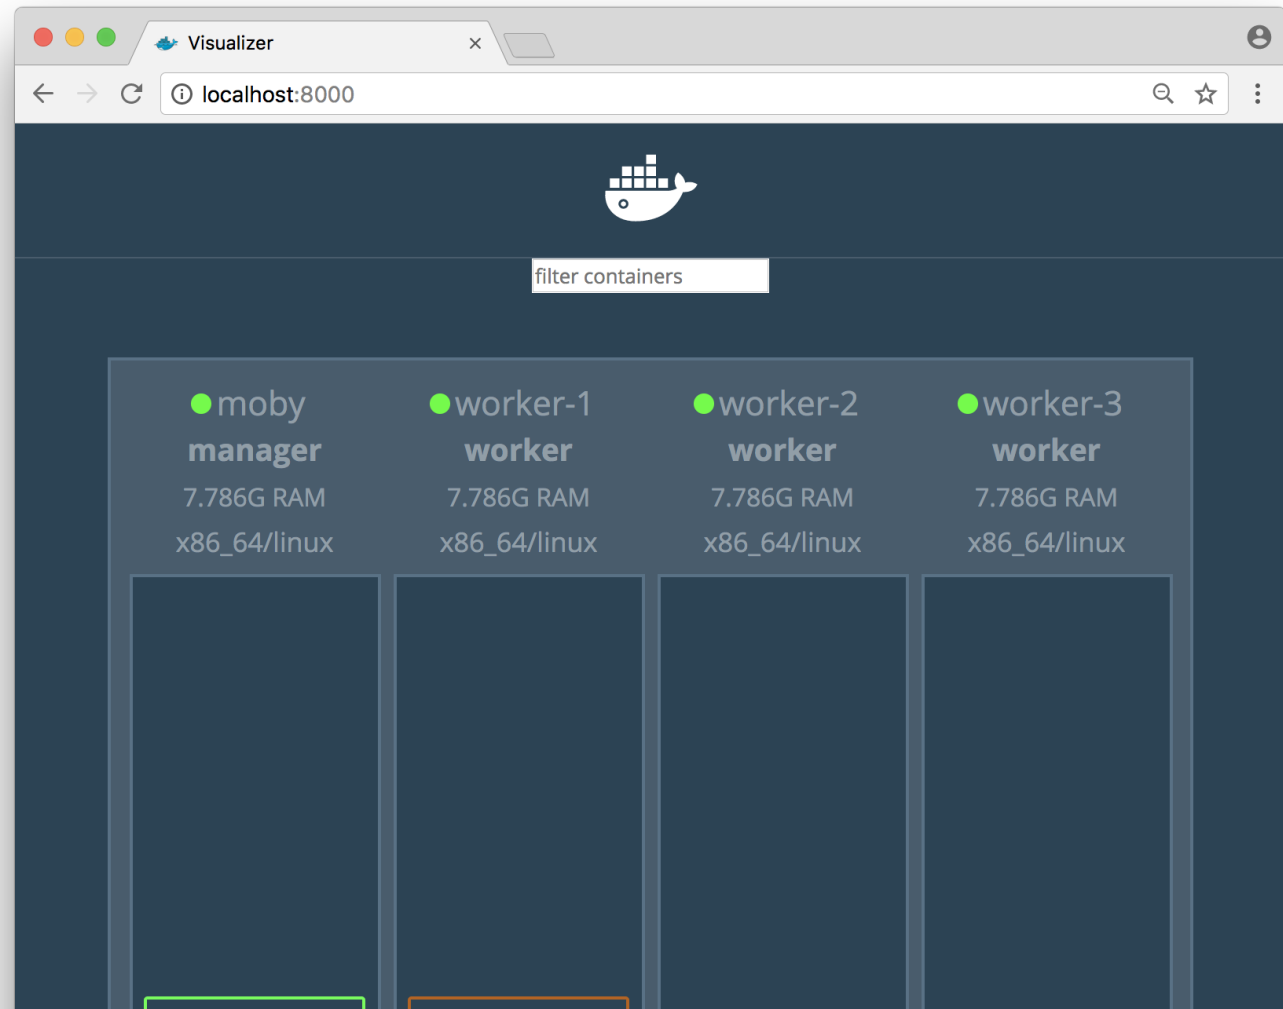 Visualizer
localhost:8000
filter containers
moby worker-1 worker-2 worker-3
manager worker worker worker
7.786G RAM 7.786G RAM 7.786G RAM 7.786G RAM
x86_64/linux x86_64/linux x86_64/linux x86_64/linux